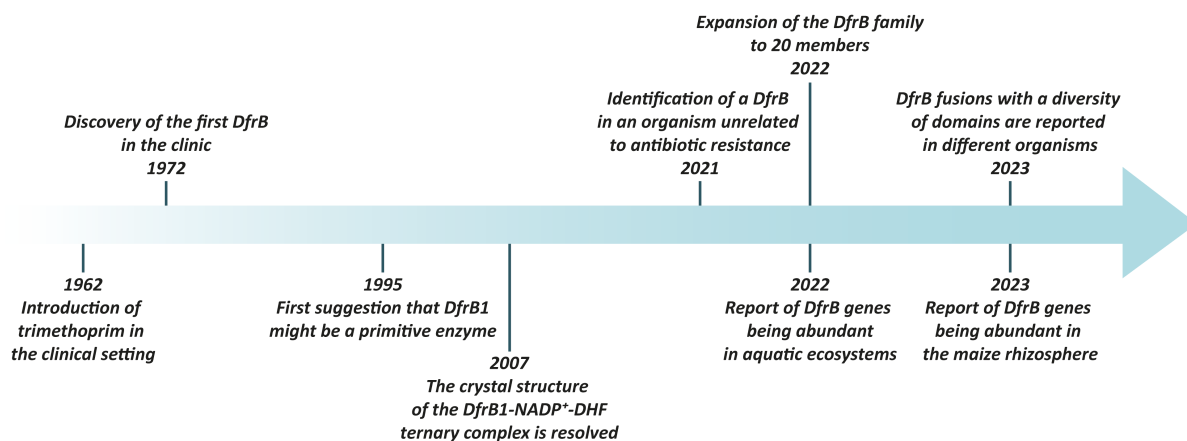 Expansion of the DfrB family
to 20 members
2022
Discovery of the first DfrB
in the clinic
1972
Identification of a DfrB
in an organism unrelated
to antibiotic resistance
2021
DfrB fusions with a diversity
of domains are reported
in different organisms
2023
1962
Introduction of
trimethoprim in
the clinical setting
1995
First suggestion that DfrB1
might be a primitive enzyme
2007
The crystal structure
of the DfrB1-NADP⁺-DHF
ternary complex is resolved
2022
Report of DfrB genes
being abundant
in aquatic ecosystems
2023
Report of DfrB genes
being abundant in
the maize rhizosphere